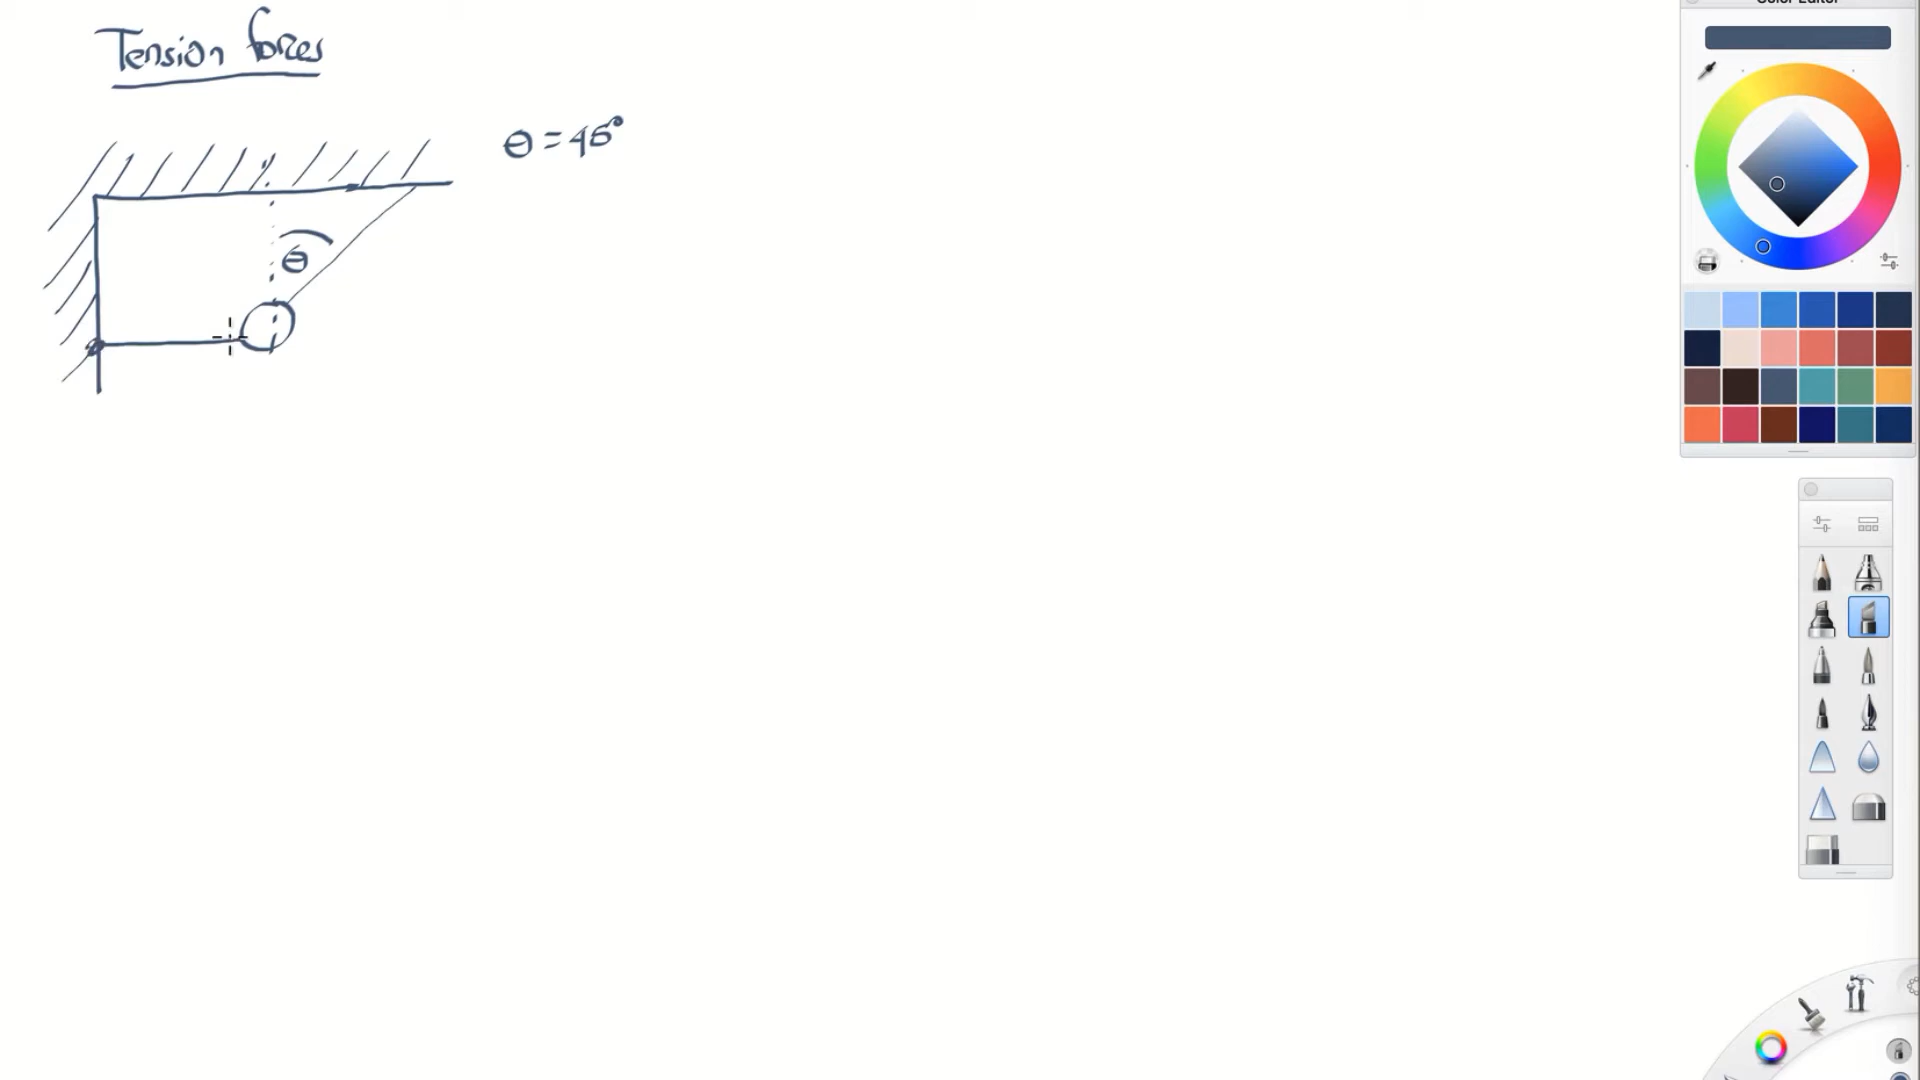 Tension forces
θ = 45°
θ